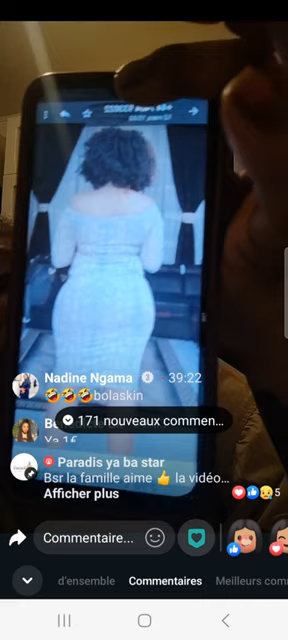 Nadine Ngama 39:22
🤣🤣🤣bolaskin
171 nouveaux commen...
Paradis ya ba star
Bsr la famille aime 👍 la vidéo...
Afficher plus
5
Commentaire...
d'ensemble Commentaires Meilleurs com